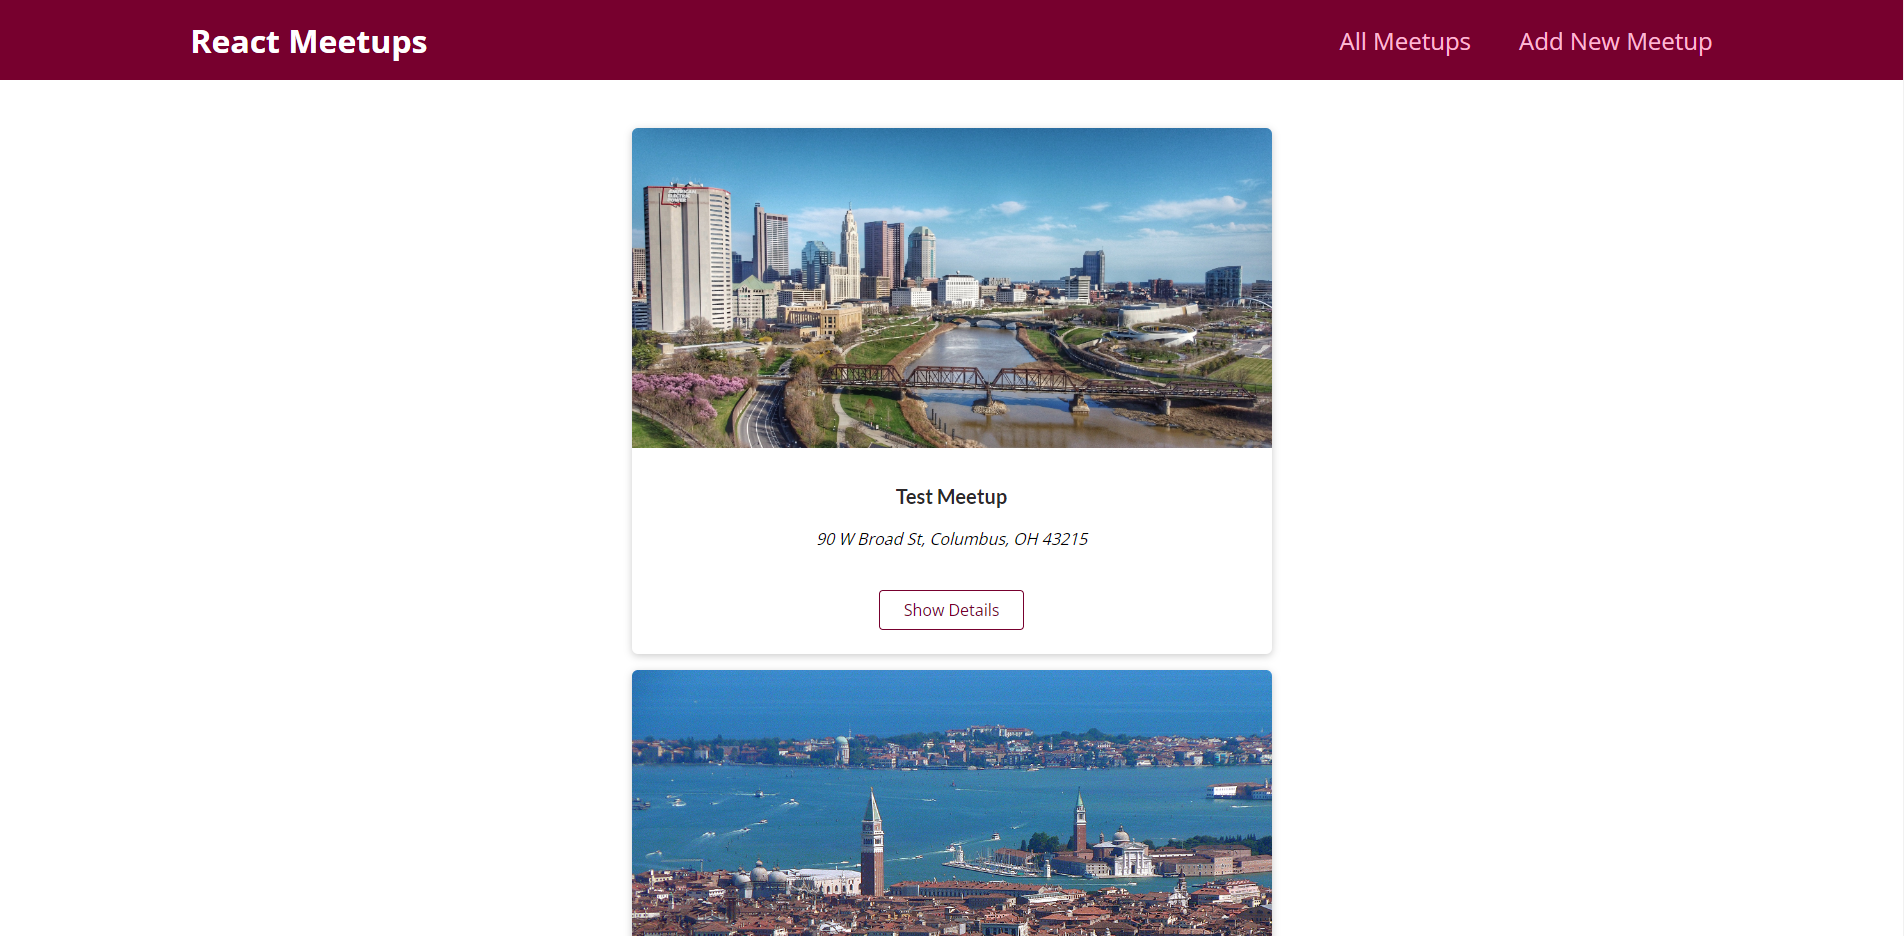 React Meetups
All Meetups
Add New Meetup
Test Meetup
90 W Broad St, Columbus, OH 43215
Show Details